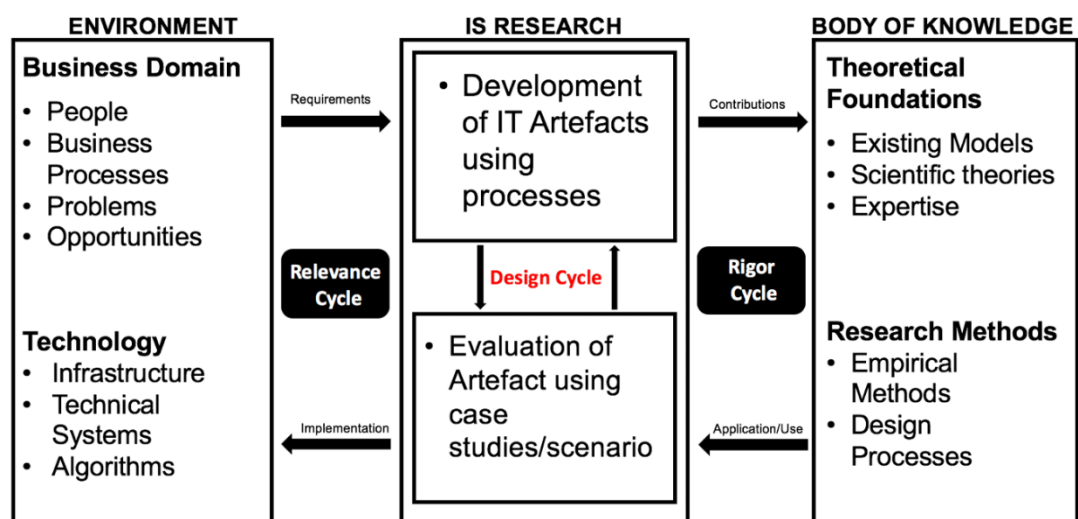 ENVIRONMENT
Business Domain
• People
• Business
Processes
• Problems
• Opportunities
Technology
• Infrastructure
• Technical
Systems
• Algorithms
Requirements
Relevance
Cycle
Implementation
IS RESEARCH
• Development
of IT Artefacts
using
processes
Design Cycle
• Evaluation of
Artefact using
case
studies/scenario
Contributions
Rigor
Cycle
Application/Use
BODY OF KNOWLEDGE
Theoretical
Foundations
• Existing Models
• Scientific theories
• Expertise
Research Methods
• Empirical
Methods
• Design
Processes